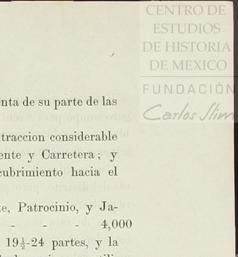 CENTRO DE
ESTUDIOS
DE HISTORIA
DE MEXICO
FUNDACIÓN
Carlos Slim
nta de su parte de las
traccion considerable
ente y Carretera; y
cubrimiento hacia el
e, Patrocinio, y Ja-
- - - - 4,000
19½-24 partes, y la